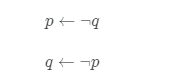 p ← ¬q
q ← ¬p